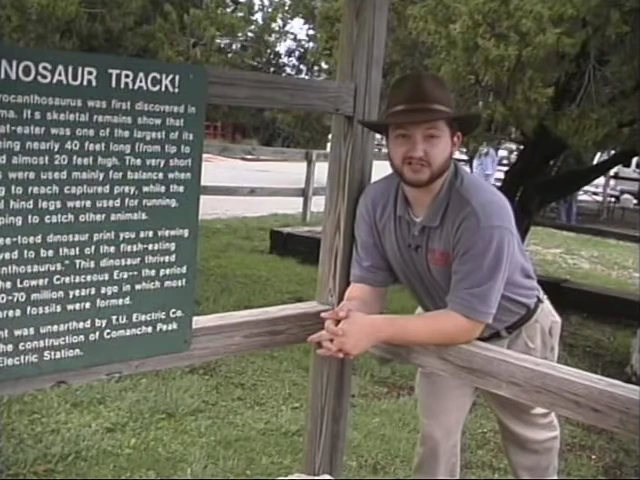 NOSAUR TRACK!
rocanthosaurus was first discovered in
ma. It's skeletal remains show that
at-eater was one of the largest of its
ing nearly 40 feet long (from tip to
d almost 20 feet high. The very short
s were used mainly for balance when
g to reach captured prey, while the
l hind legs were used for running,
ping to catch other animals.
ee-toed dinosaur print you are viewing
ved to be that of the flesh-eating
anthosaurus." This dinosaur thrived
the Lower Cretaceous Era-- the period
0-70 million years ago in which most
area fossils were formed.
nt was unearthed by T.U. Electric Co.
he construction of Comanche Peak
Electric Station.